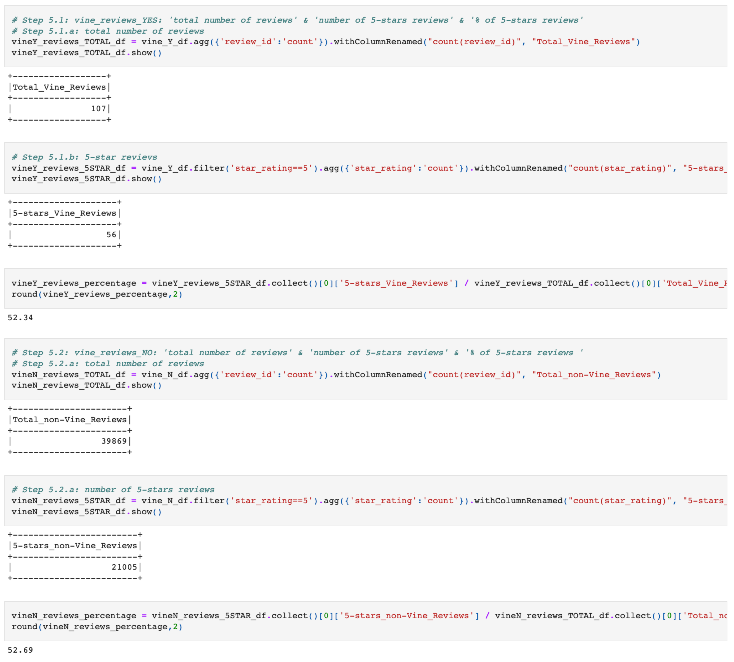 # Step 5.1: vine_reviews_YES: 'total number of reviews' & 'number of 5-stars reviews' & '% of 5-stars reviews'
# Step 5.1.a: total number of reviews
vineY_reviews_TOTAL_df = vine_Y_df.agg({'review_id':'count'}).withColumnRenamed("count(review_id)", "Total_Vine_Reviews")
vineY_reviews_TOTAL_df.show()
+------------------+
|Total_Vine_Reviews|
+------------------+
|               107|
+------------------+
# Step 5.1.b: 5-star reviews
vineY_reviews_5STAR_df = vine_Y_df.filter('star_rating==5').agg({'star_rating':'count'}).withColumnRenamed("count(star_rating)", "5-stars_
vineY_reviews_5STAR_df.show()
+--------------------+
|5-stars_Vine_Reviews|
+--------------------+
|                  56|
+--------------------+
vineY_reviews_percentage = vineY_reviews_5STAR_df.collect()[0]['5-stars_Vine_Reviews'] / vineY_reviews_TOTAL_df.collect()[0]['Total_Vine_R
round(vineY_reviews_percentage,2)
52.34
# Step 5.2: vine_reviews_NO: 'total number of reviews' & 'number of 5-stars reviews' & '% of 5-stars reviews '
# Step 5.2.a: total number of reviews
vineN_reviews_TOTAL_df = vine_N_df.agg({'review_id':'count'}).withColumnRenamed("count(review_id)", "Total_non-Vine_Reviews")
vineN_reviews_TOTAL_df.show()
+----------------------+
|Total_non-Vine_Reviews|
+----------------------+
|                 39869|
+----------------------+
# Step 5.2.a: number of 5-stars reviews
vineN_reviews_5STAR_df = vine_N_df.filter('star_rating==5').agg({'star_rating':'count'}).withColumnRenamed("count(star_rating)", "5-stars_
vineN_reviews_5STAR_df.show()
+------------------------+
|5-stars_non-Vine_Reviews|
+------------------------+
|                   21005|
+------------------------+
vineN_reviews_percentage = vineN_reviews_5STAR_df.collect()[0]['5-stars_non-Vine_Reviews'] / vineN_reviews_TOTAL_df.collect()[0]['Total_no
round(vineN_reviews_percentage,2)
52.69